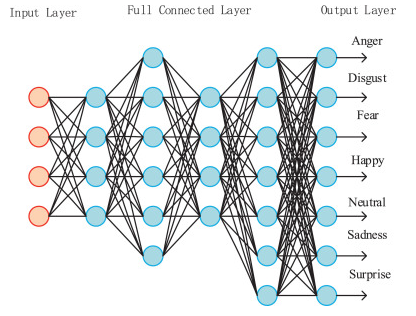 Input Layer
Full Connected Layer
Output Layer
Anger
Disgust
Fear
Happy
Neutral
Sadness
Surprise